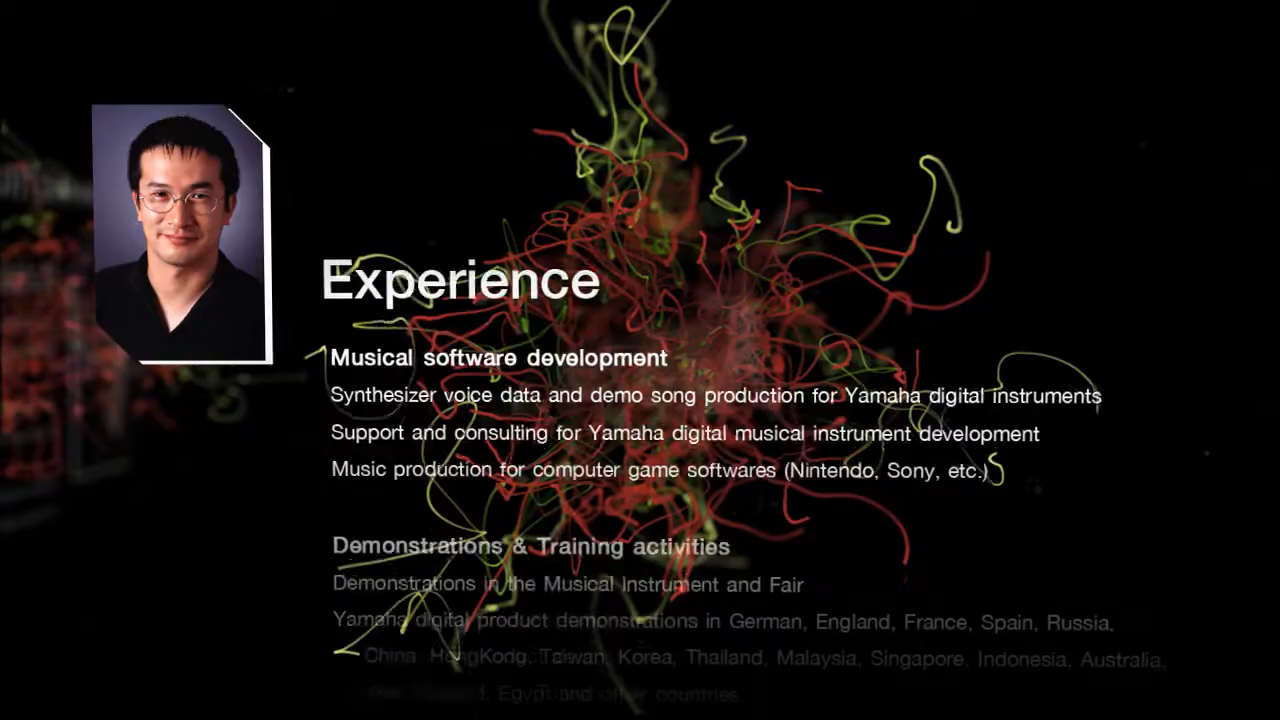 Experience
Musical software development
Synthesizer voice data and demo song production for Yamaha digital instruments
Support and consulting for Yamaha digital musical instrument development
Music production for computer game softwares (Nintendo, Sony, etc.)
Demonstrations & Training activities
Demonstrations in the Musical Instrument and Fair
Yamaha digital product demonstrations in German, England, France, Spain, Russia,
China HongKodg, Taiwan, Korea, Thailand, Malaysia, Singapore, Indonesia, Australia,
Egypt and other countries.